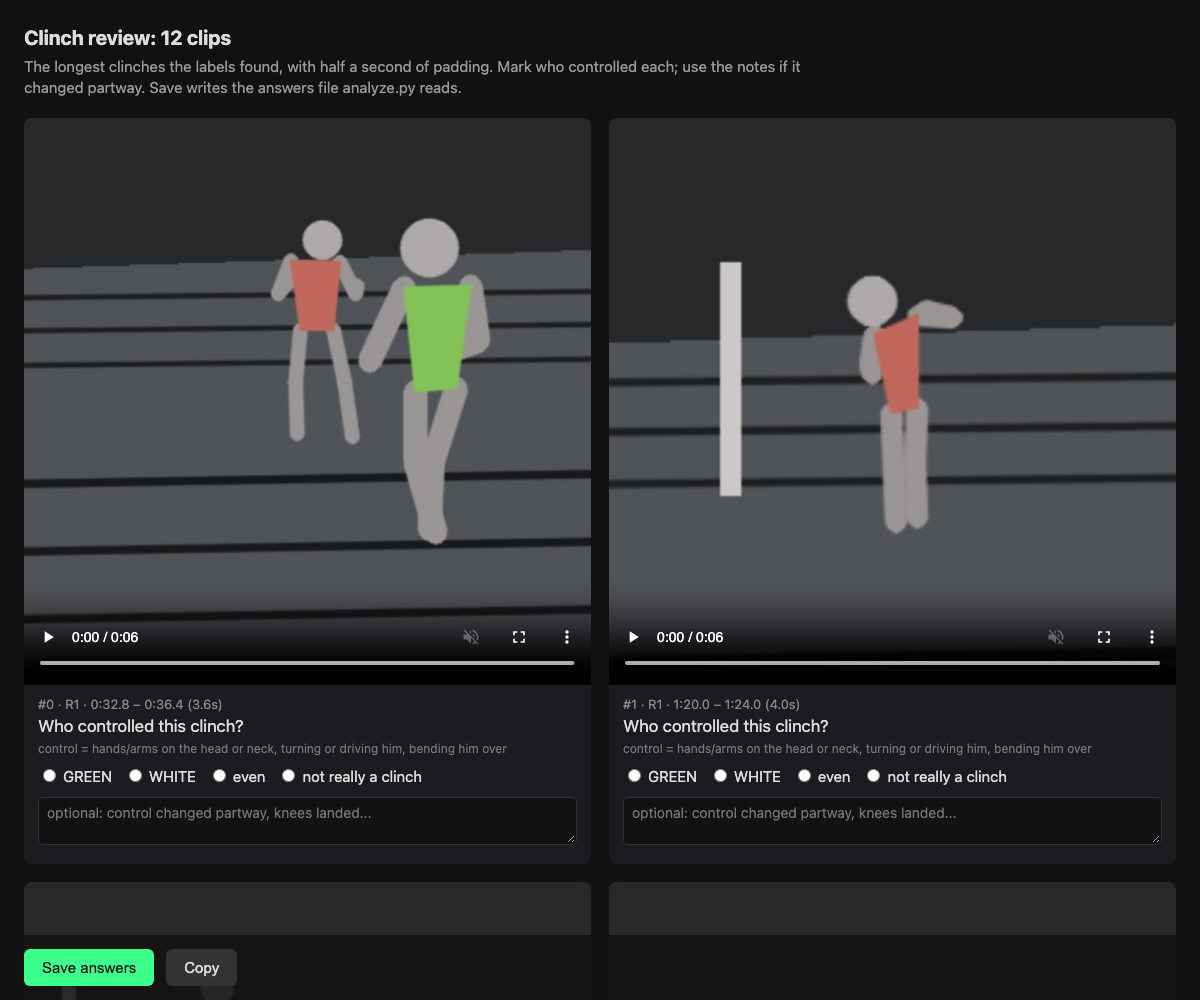 Clinch review: 12 clips
The longest clinches the labels found, with half a second of padding. Mark who controlled each; use the notes if it
changed partway. Save writes the answers file analyze.py reads.
0:00 / 0:06
0:00 / 0:06
#0 · R1 · 0:32.8 – 0:36.4 (3.6s)
Who controlled this clinch?
control = hands/arms on the head or neck, turning or driving him, bending him over
GREEN WHITE even not really a clinch
optional: control changed partway, knees landed...
#1 · R1 · 1:20.0 – 1:24.0 (4.0s)
Who controlled this clinch?
control = hands/arms on the head or neck, turning or driving him, bending him over
GREEN WHITE even not really a clinch
optional: control changed partway, knees landed...
Save answers Copy